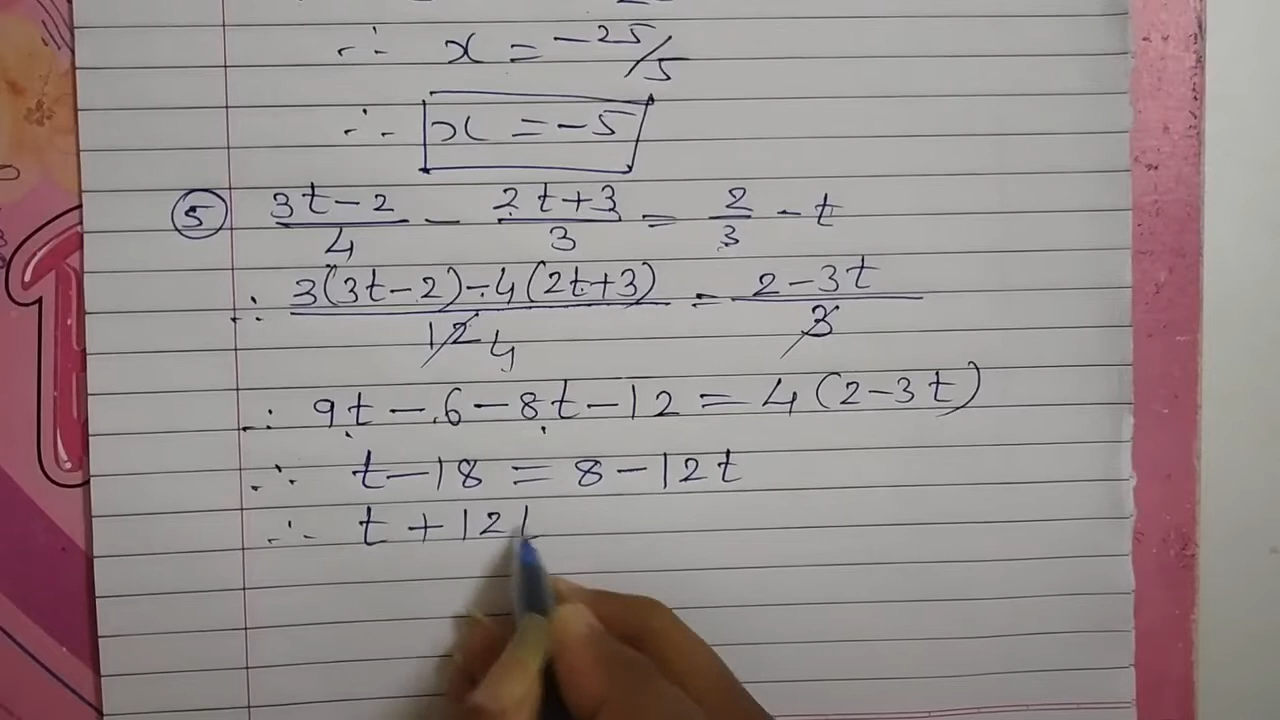 ∴ x = -25/5
∴ x = -5
5 (3t-2)/4 - (2t+3)/3 = 2/3 - t
∴ (3(3t-2)-4(2t+3))/12 4 = (2-3t)/3
∴ 9t-6-8t-12 = 4(2-3t)
∴ t-18 = 8-12t
∴ t+12t